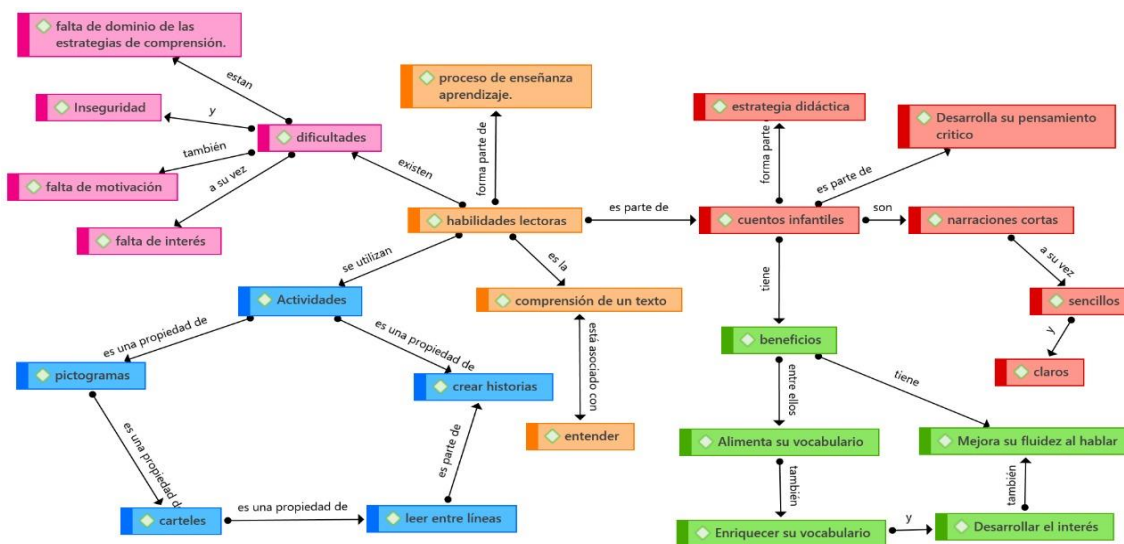 falta de dominio de las
estrategias de comprensión.
estan
Inseguridad
y
dificultades
también
falta de motivación
a su vez
falta de interés
existen
proceso de enseñanza
aprendizaje.
forma parte de
habilidades lectoras
es parte de
estrategia didáctica
forma parte
Desarrolla su pensamiento
critico
es parte de
cuentos infantiles
son
narraciones cortas
a su vez
sencillos
y
claros
se utilizan
es la
Actividades
comprensión de un texto
es una propiedad de
es una propiedad de
pictogramas
crear historias
está asociado con
entender
es una propiedad de
es parte de
carteles
es una propiedad de
leer entre líneas
tiene
beneficios
entre ellos
tiene
Alimenta su vocabulario
Mejora su fluidez al hablar
también
también
Enriquecer su vocabulario
y
Desarrollar el interés